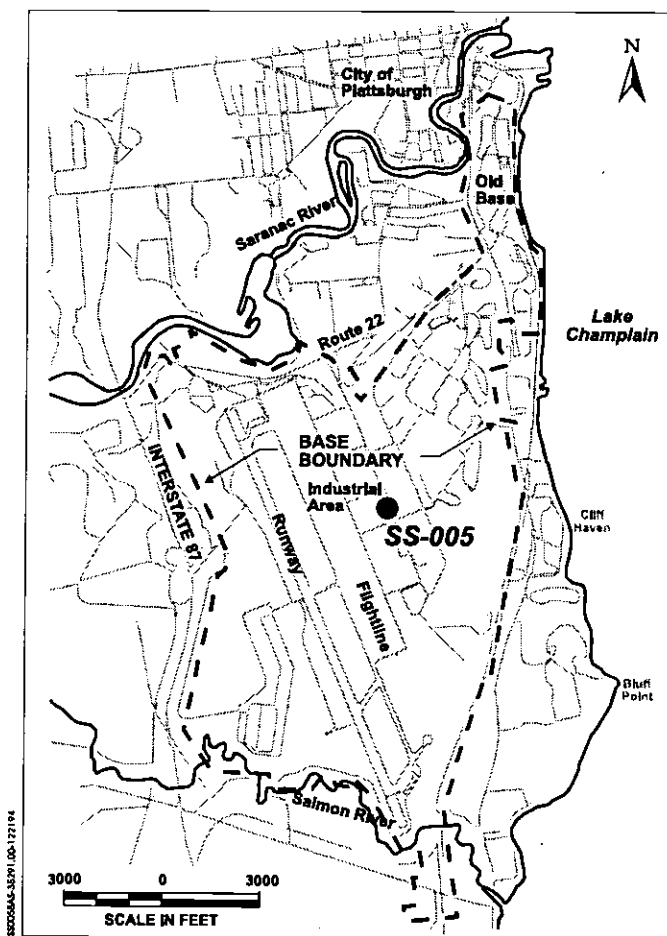 City of
Plattsburgh
N
Old
Base
Saranac River
Lake
Champlain
Route 22
BASE
BOUNDARY
INTERSTATE 87
Industrial
Area
SS-005
Runway
Flightline
Cliff
Haven
Bluff
Point
Salmon River
3000 0 3000
SCALE IN FEET